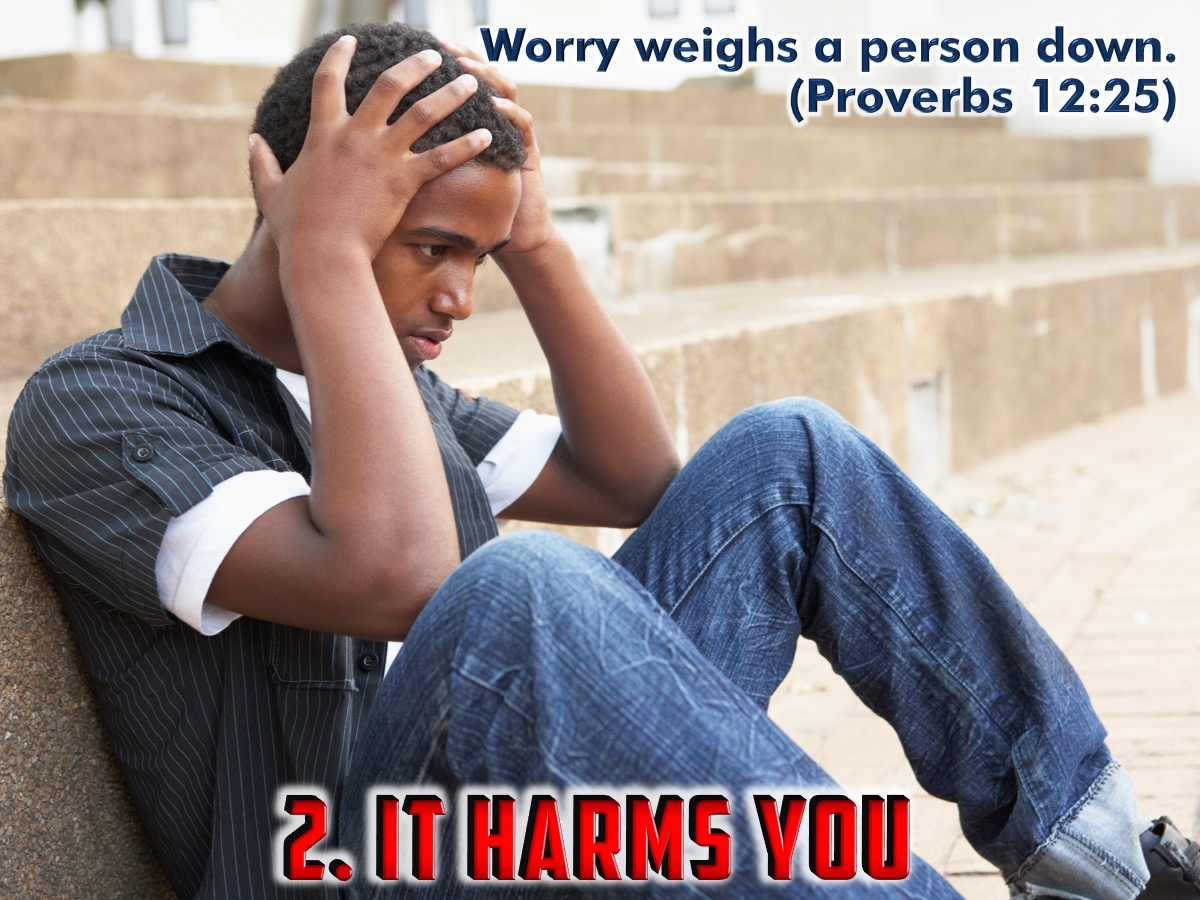 Worry weighs a person down.
(Proverbs 12:25)
2. IT HARMS YOU